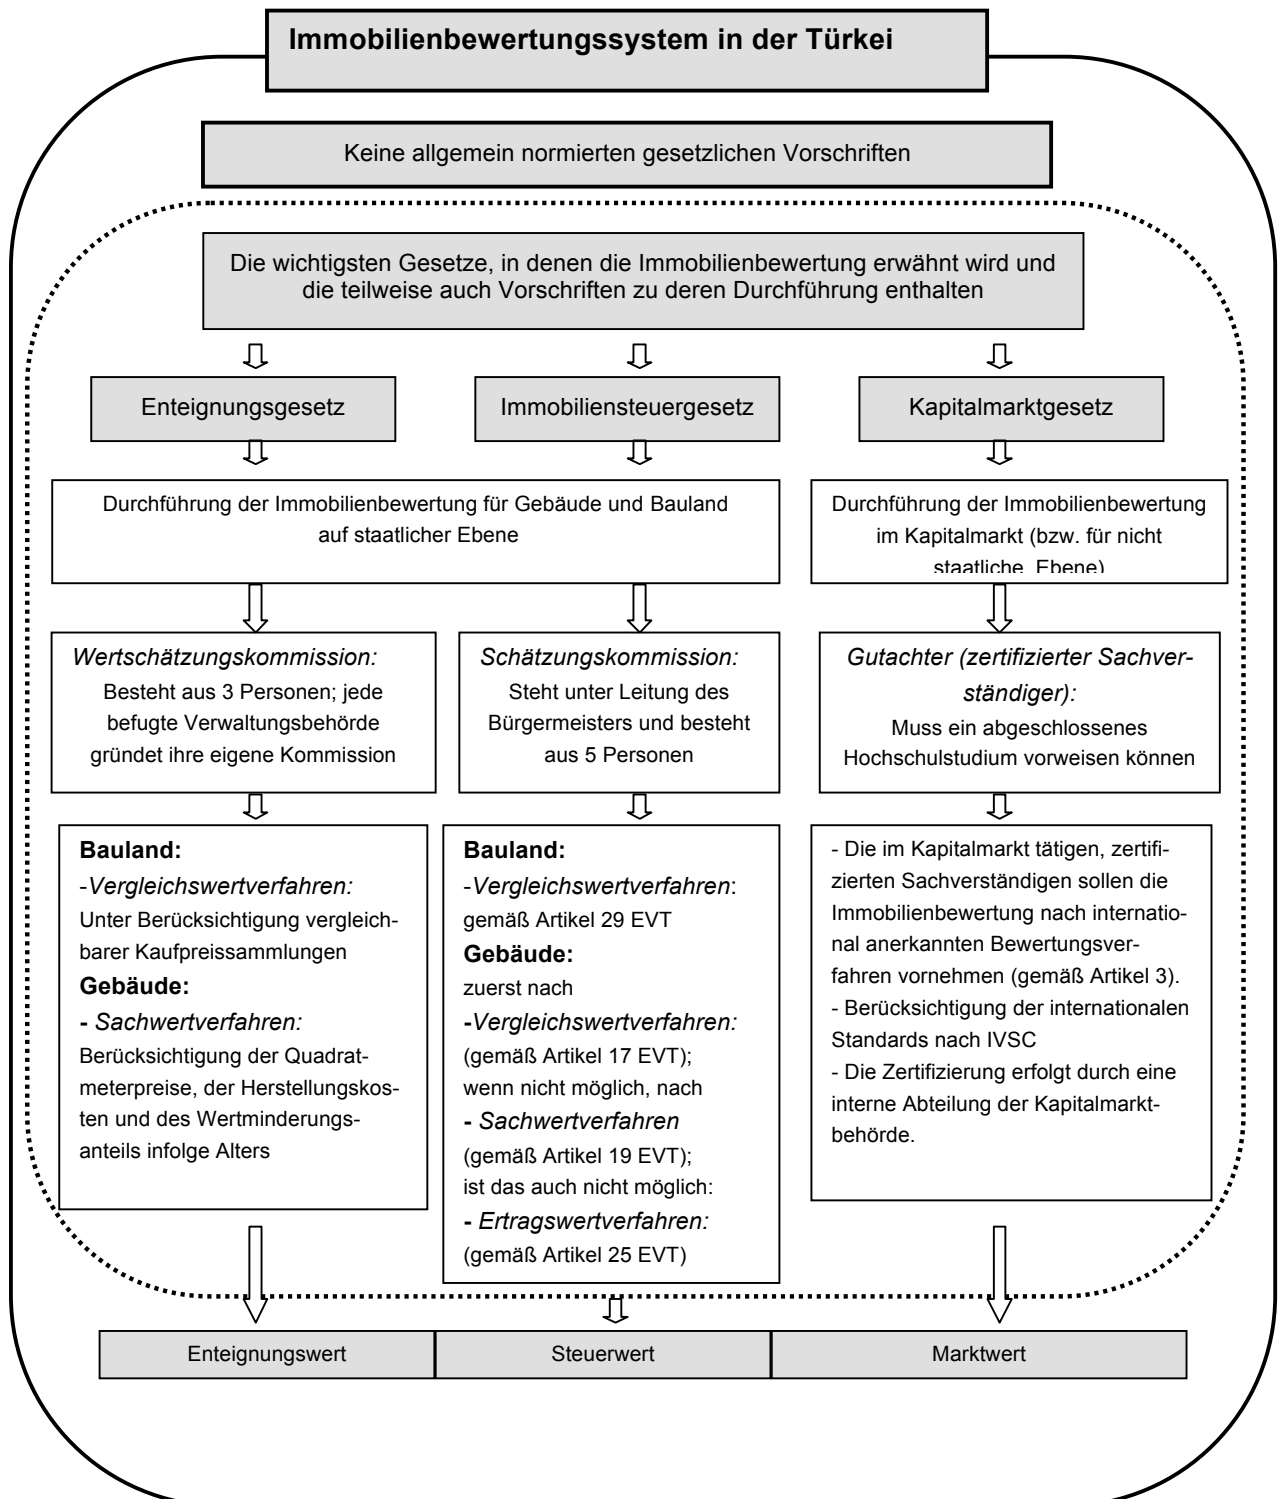 Immobilienbewertungssystem in der Türkei
Keine allgemein normierten gesetzlichen Vorschriften
Die wichtigsten Gesetze, in denen die Immobilienbewertung erwähnt wird und
die teilweise auch Vorschriften zu deren Durchführung enthalten
Enteignungsgesetz
Immobiliensteuergesetz
Kapitalmarktgesetz
Durchführung der Immobilienbewertung für Gebäude und Bauland
auf staatlicher Ebene
Durchführung der Immobilienbewertung
im Kapitalmarkt (bzw. für nicht
staatliche Ebene)
Wertschätzungskommission:
Besteht aus 3 Personen; jede
befugte Verwaltungsbehörde
gründet ihre eigene Kommission
Schätzungskommission:
Steht unter Leitung des
Bürgermeisters und besteht
aus 5 Personen
Gutachter (zertifizierter Sachver-
ständiger):
Muss ein abgeschlossenes
Hochschulstudium vorweisen können
Bauland:
-Vergleichswertverfahren:
Unter Berücksichtigung vergleich-
barer Kaufpreissammlungen
Gebäude:
- Sachwertverfahren:
Berücksichtigung der Quadrat-
meterpreise, der Herstellungskos-
ten und des Wertminderungs-
anteils infolge Alters
Bauland:
-Vergleichswertverfahren:
gemäß Artikel 29 EVT
Gebäude:
zuerst nach
-Vergleichswertverfahren:
(gemäß Artikel 17 EVT);
wenn nicht möglich, nach
- Sachwertverfahren
(gemäß Artikel 19 EVT);
ist das auch nicht möglich:
- Ertragswertverfahren:
(gemäß Artikel 25 EVT)
- Die im Kapitalmarkt tätigen, zertifi-
zierten Sachverständigen sollen die
Immobilienbewertung nach internatio-
nal anerkannten Bewertungsver-
fahren vornehmen (gemäß Artikel 3).
- Berücksichtigung der internationalen
Standards nach IVSC
- Die Zertifizierung erfolgt durch eine
interne Abteilung der Kapitalmarkt-
behörde.
Enteignungswert
Steuerwert
Marktwert